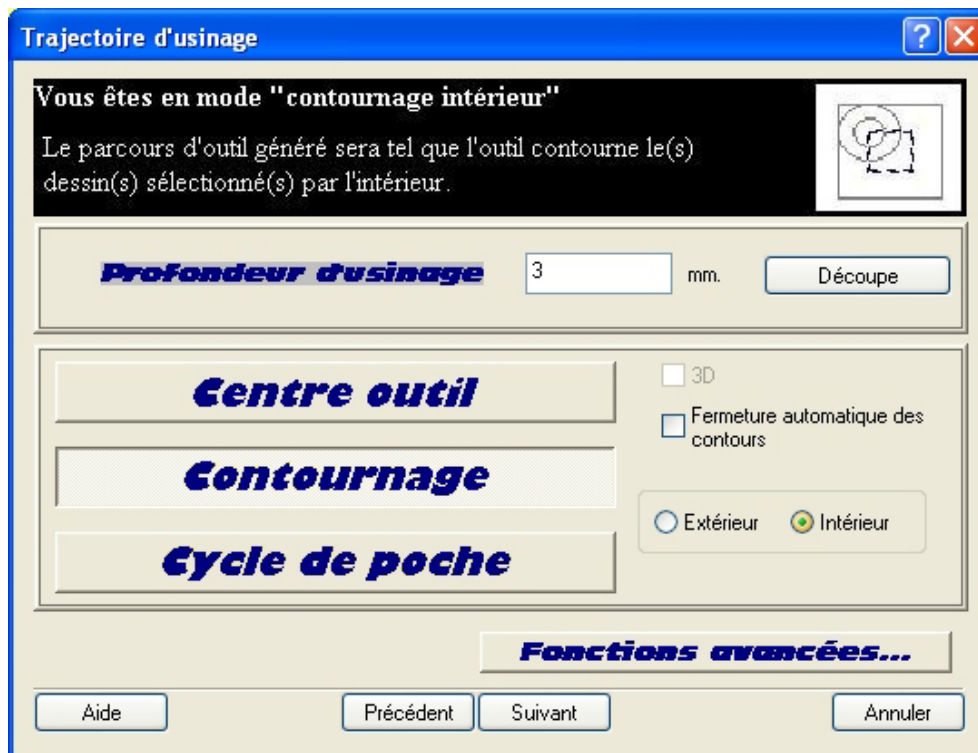 Trajectoire d'usinage
Vous êtes en mode "contournage intérieur"
Le parcours d'outil généré sera tel que l'outil contourne le(s)
dessin(s) sélectionné(s) par l'intérieur.
Profondeur d'usinage 3 mm. Découpe
Centre outil
3D
Fermeture automatique des
contours
Contournage
Extérieur Intérieur
Cycle de poche
Fonctions avancées...
Aide Précédent Suivant Annuler